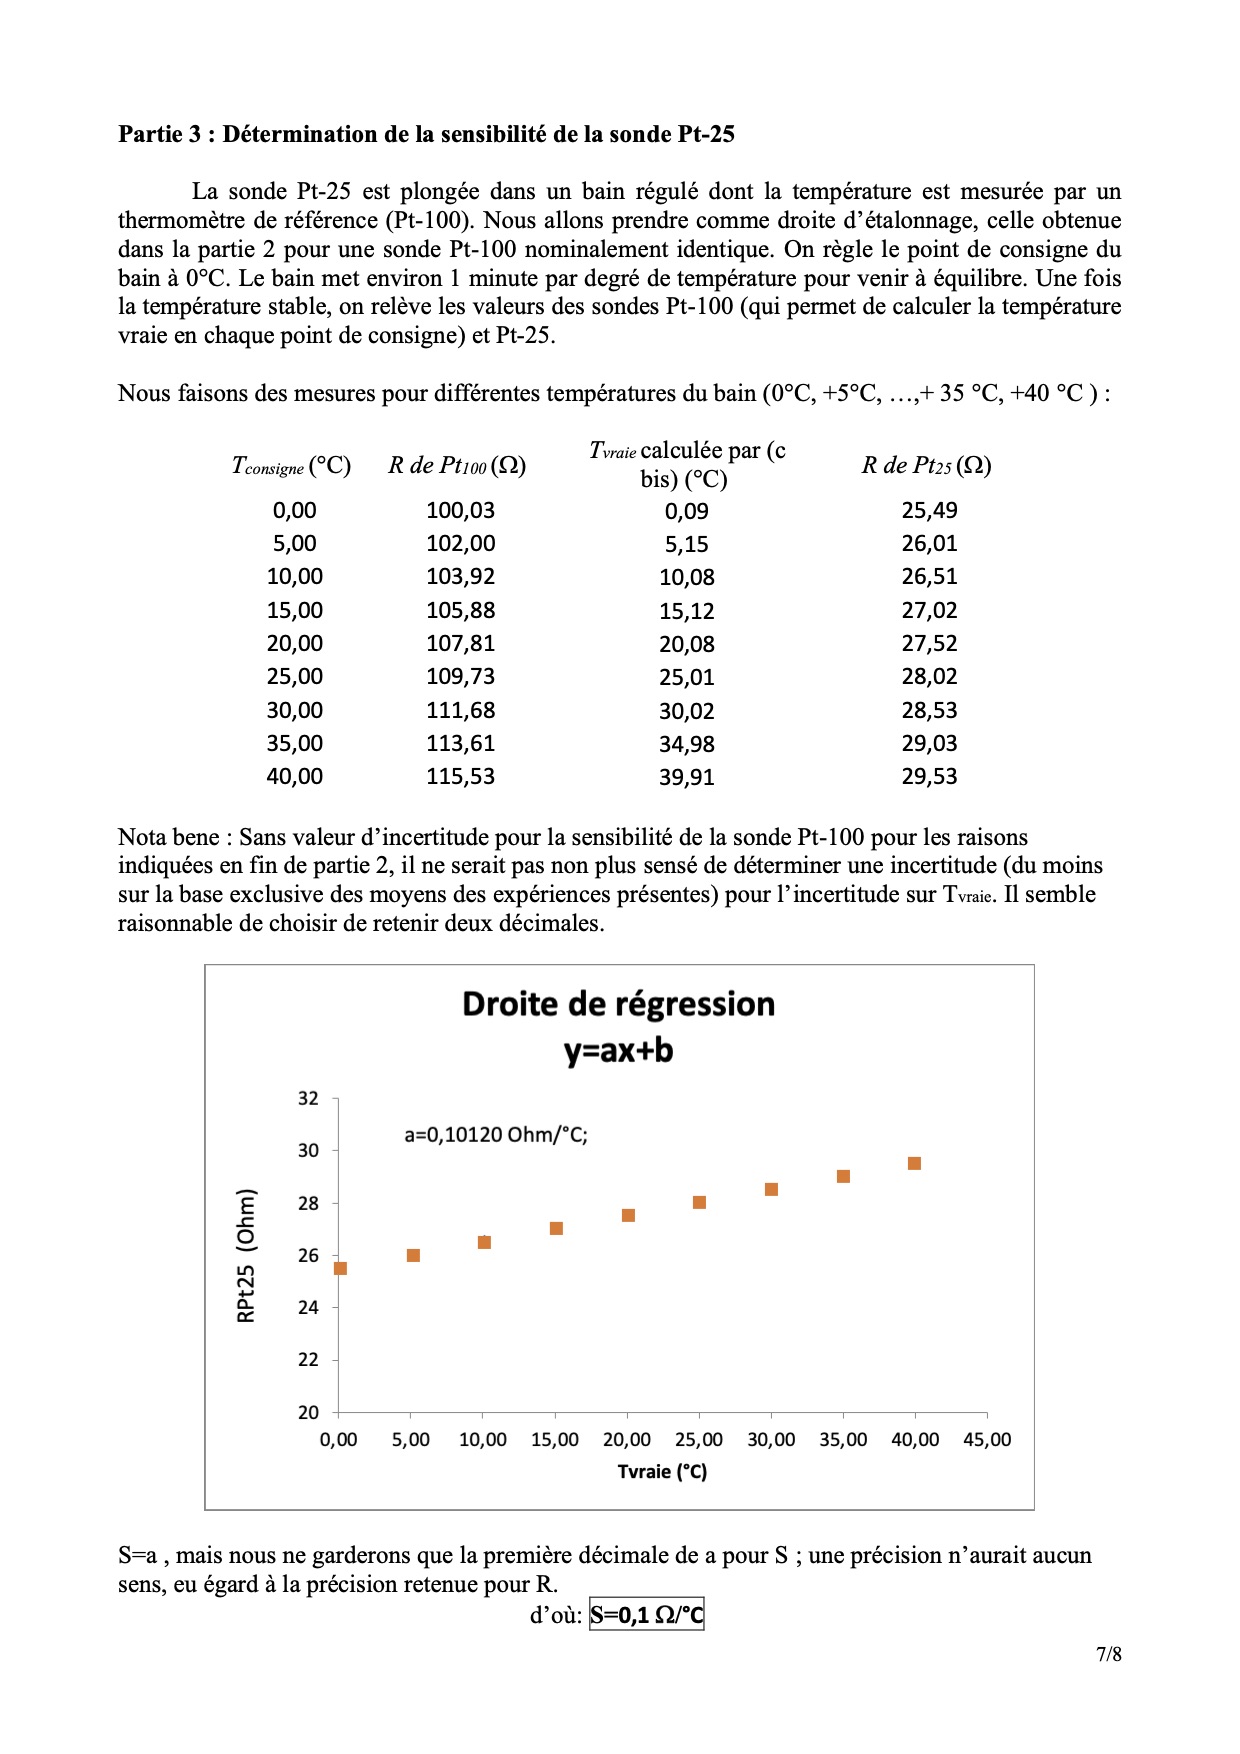 Partie 3 : Détermination de la sensibilité de la sonde Pt-25
La sonde Pt-25 est plongée dans un bain régulé dont la température est mesurée par un
thermomètre de référence (Pt-100). Nous allons prendre comme droite d’étalonnage, celle obtenue
dans la partie 2 pour une sonde Pt-100 nominalement identique. On règle le point de consigne du
bain à 0°C. Le bain met environ 1 minute par degré de température pour venir à équilibre. Une fois
la température stable, on relève les valeurs des sondes Pt-100 (qui permet de calculer la température
vraie en chaque point de consigne) et Pt-25.
Nous faisons des mesures pour différentes températures du bain (0°C, +5°C, …,+ 35 °C, +40 °C ) :
Tconsigne (°C) R de Pt100 (Ω) Tvraie calculée par (c bis) (°C) R de Pt25 (Ω)
0,00 100,03 0,09 25,49
5,00 102,00 5,15 26,01
10,00 103,92 10,08 26,51
15,00 105,88 15,12 27,02
20,00 107,81 20,08 27,52
25,00 109,73 25,01 28,02
30,00 111,68 30,02 28,53
35,00 113,61 34,98 29,03
40,00 115,53 39,91 29,53
Nota bene : Sans valeur d’incertitude pour la sensibilité de la sonde Pt-100 pour les raisons
indiquées en fin de partie 2, il ne serait pas non plus sensé de déterminer une incertitude (du moins
sur la base exclusive des moyens des expériences présentes) pour l’incertitude sur Tvraie. Il semble
raisonnable de choisir de retenir deux décimales.
Droite de régression
y=ax+b
a=0,10120 Ohm/°C;
32
30
28
26
24
22
20
RPt25 (Ohm)
0,00 5,00 10,00 15,00 20,00 25,00 30,00 35,00 40,00 45,00
Tvraie (°C)
S=a , mais nous ne garderons que la première décimale de a pour S ; une précision n’aurait aucun
sens, eu égard à la précision retenue pour R.
d’où: S=0,1 Ω/°C
7/8